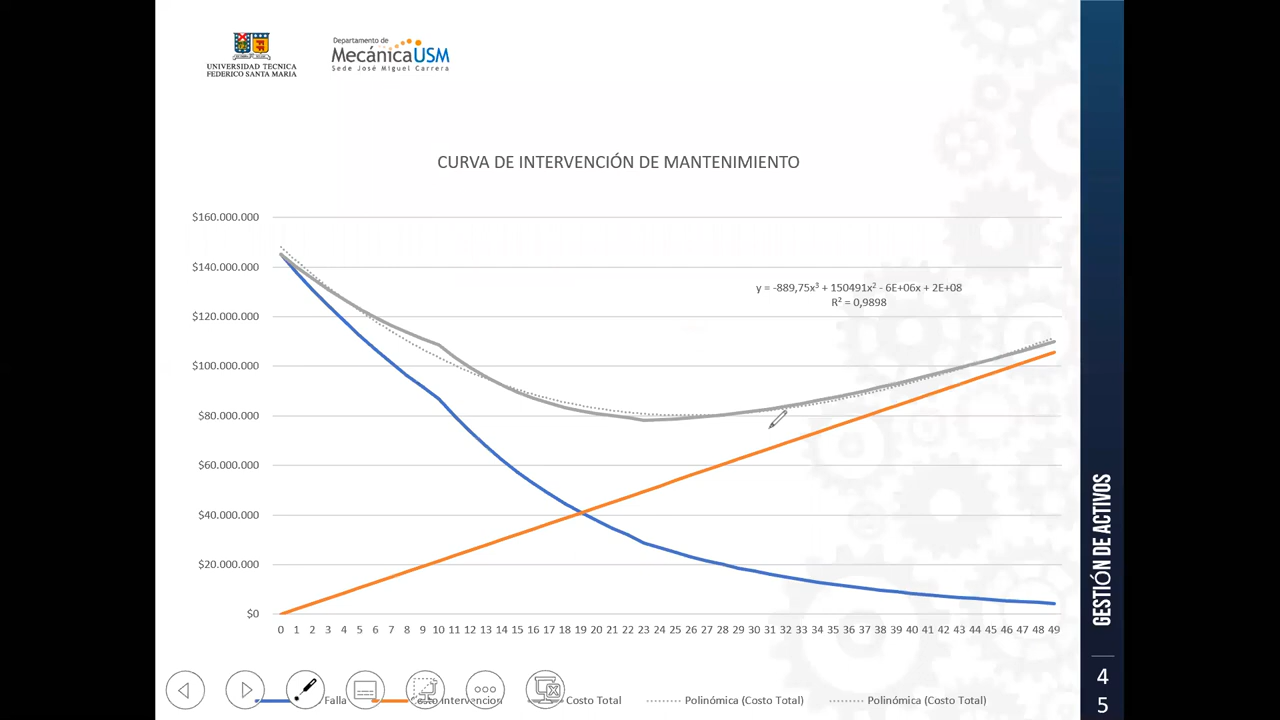 UNIVERSIDAD TECNICA
FEDERICO SANTA MARIA
Departamento de
MecánicaUSM
Sede José Miguel Carrera
CURVA DE INTERVENCIÓN DE MANTENIMIENTO
$160.000.000
$140.000.000
$120.000.000
$100.000.000
$80.000.000
$60.000.000
$40.000.000
$20.000.000
$0
y = -889,75x³ + 150491x² - 6E+06x + 2E+08
R² = 0,9898
0 1 2 3 4 5 6 7 8 9 10 11 12 13 14 15 16 17 18 19 20 21 22 23 24 25 26 27 28 29 30 31 32 33 34 35 36 37 38 39 40 41 42 43 44 45 46 47 48 49
Falla Intervención Costo Total Polinómica (Costo Total) Polinómica (Costo Total)
GESTIÓN DE ACTIVOS
4
5